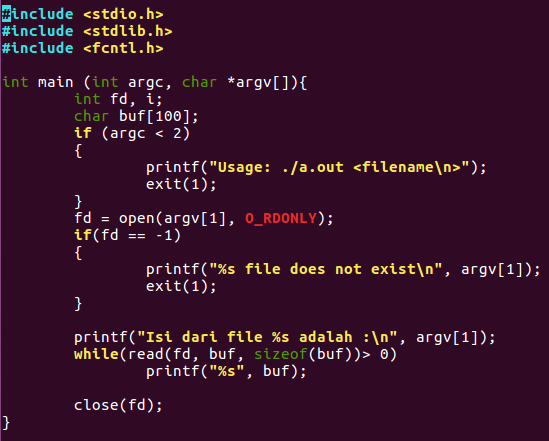 #include <stdio.h>
#include <stdlib.h>
#include <fcntl.h>
int main (int argc, char *argv[]){
int fd, i;
char buf[100];
if (argc < 2)
{
printf("Usage: ./a.out <filename\n>");
exit(1);
}
fd = open(argv[1], O_RDONLY);
if(fd == -1)
{
printf("%s file does not exist\n", argv[1]);
exit(1);
}
printf("Isi dari file %s adalah :\n", argv[1]);
while(read(fd, buf, sizeof(buf))> 0)
printf("%s", buf);
close(fd);
}